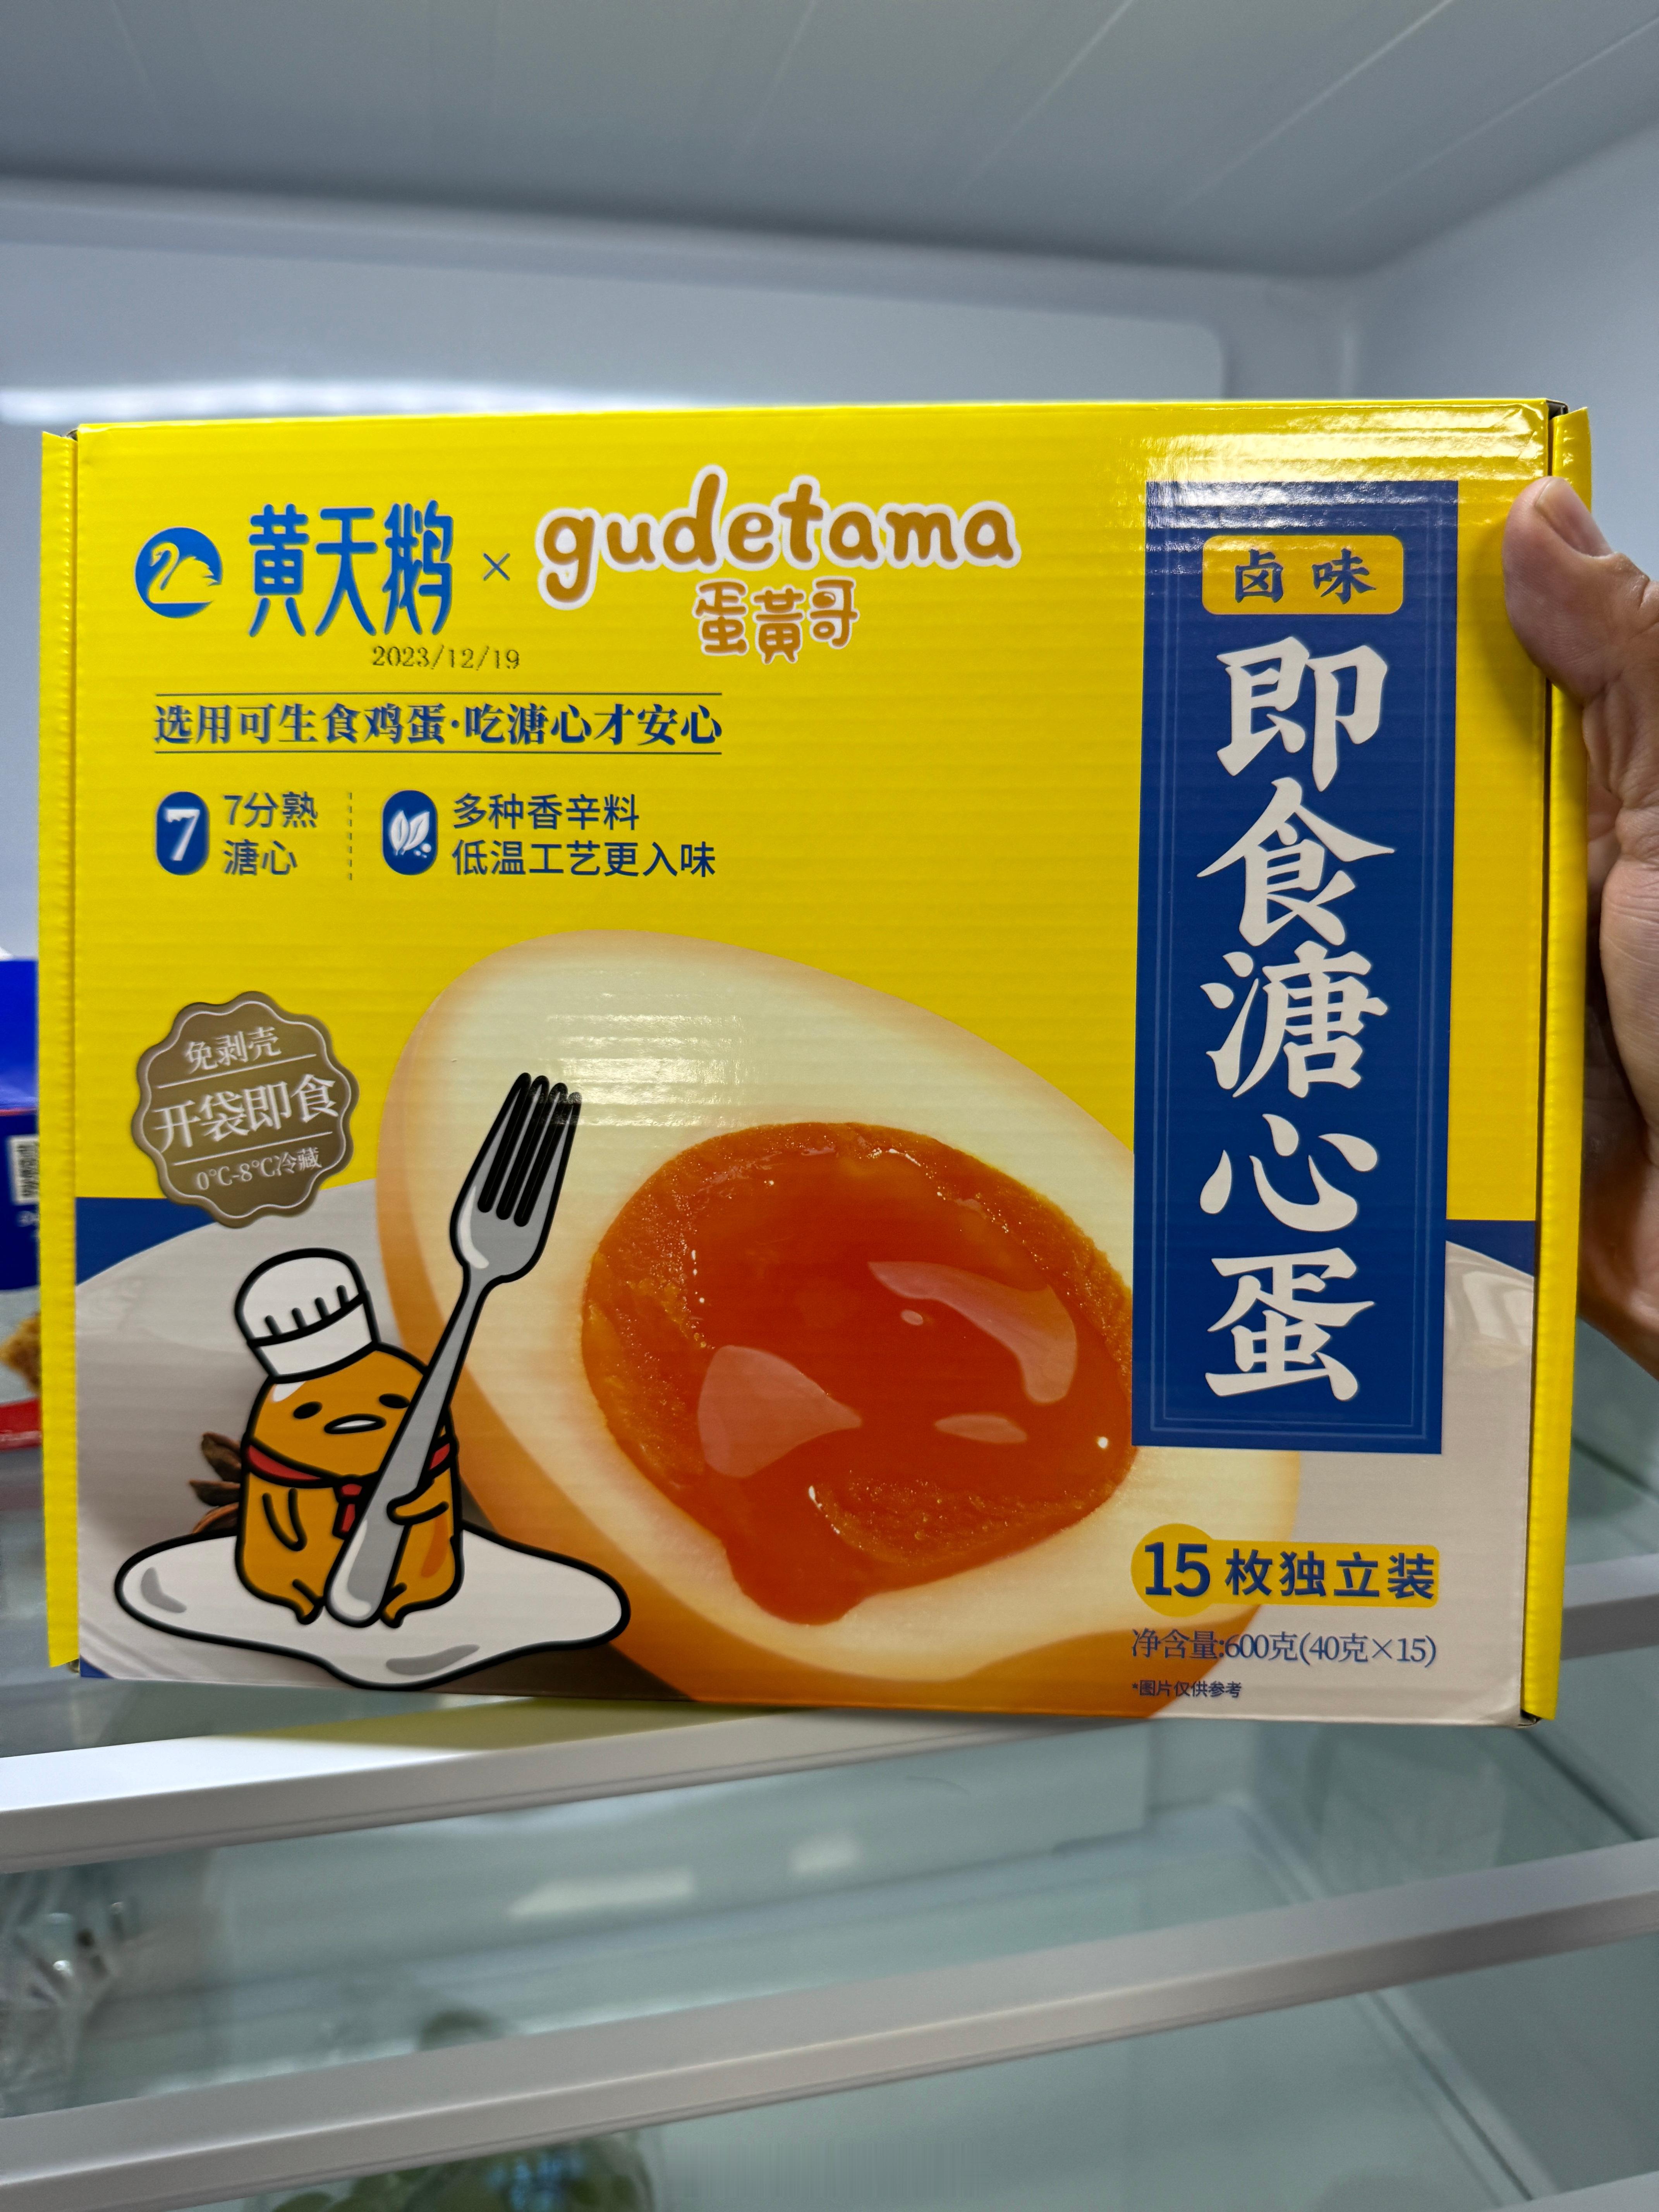 黄天鹅 × gudetama
蛋黃哥
2023/12/19
选用可生食鸡蛋·吃溏心才安心
7 7分熟
溏心
多种香辛料
低温工艺更入味
卤味
即食溏心蛋
免剥壳
开袋即食
0℃-8℃冷藏
15枚独立装
净含量:600克(40克×15)
*图片仅供参考